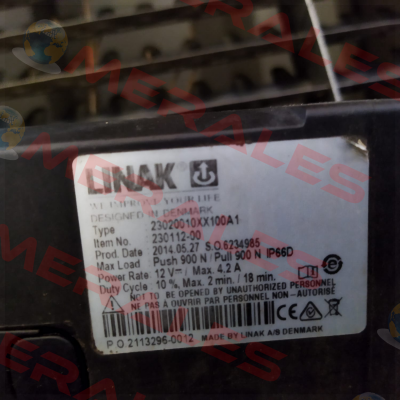 MERALES
LINAK
WE IMPROVE YOUR LIFE
DESIGNED IN DENMARK
Type 23020010XX100A1
Item No. 230112-00
Prod. Date 2014.05.27 S.O.6234985
Max Load Push 900 N / Pull 900 N IP66D
Power Rate 12 V⎓ / Max. 4.2 A
Duty Cycle 10 %, Max. 2 min. / 18 min.
NOT TO BE OPENED BY UNAUTHORIZED PERSONNEL
NE PAS A OUVRIR PAR PERSONNEL NON-AUTORISE
P.O.2113296-0012 MADE BY LINAK A/S DENMARK